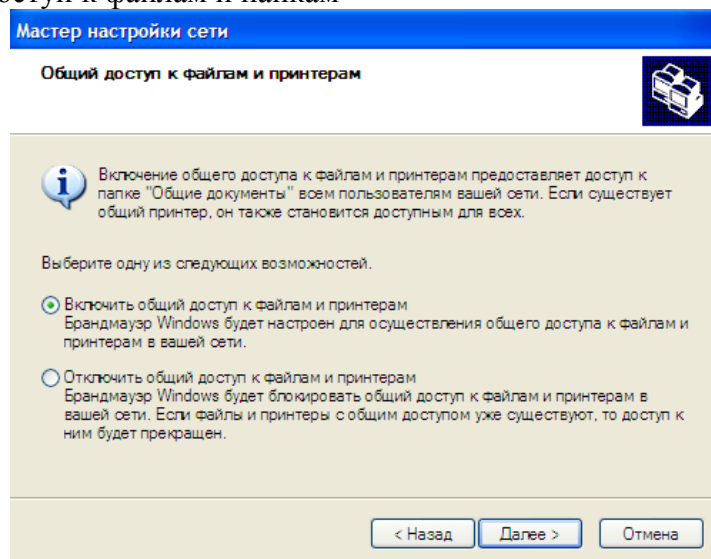 доступ к файлам и папкам
Мастер настройки сети
Общий доступ к файлам и принтерам
Включение общего доступа к файлам и принтерам предоставляет доступ к
папке "Общие документы" всем пользователям вашей сети. Если существует
общий принтер, он также становится доступным для всех.
Выберите одну из следующих возможностей.
Включить общий доступ к файлам и принтерам
Брандмауэр Windows будет настроен для осуществления общего доступа к файлам и
принтерам в вашей сети.
Отключить общий доступ к файлам и принтерам
Брандмауэр Windows будет блокировать общий доступ к файлам и принтерам в
вашей сети. Если файлы и принтеры с общим доступом уже существуют, то доступ к
ним будет прекращен.
< Назад Далее > Отмена